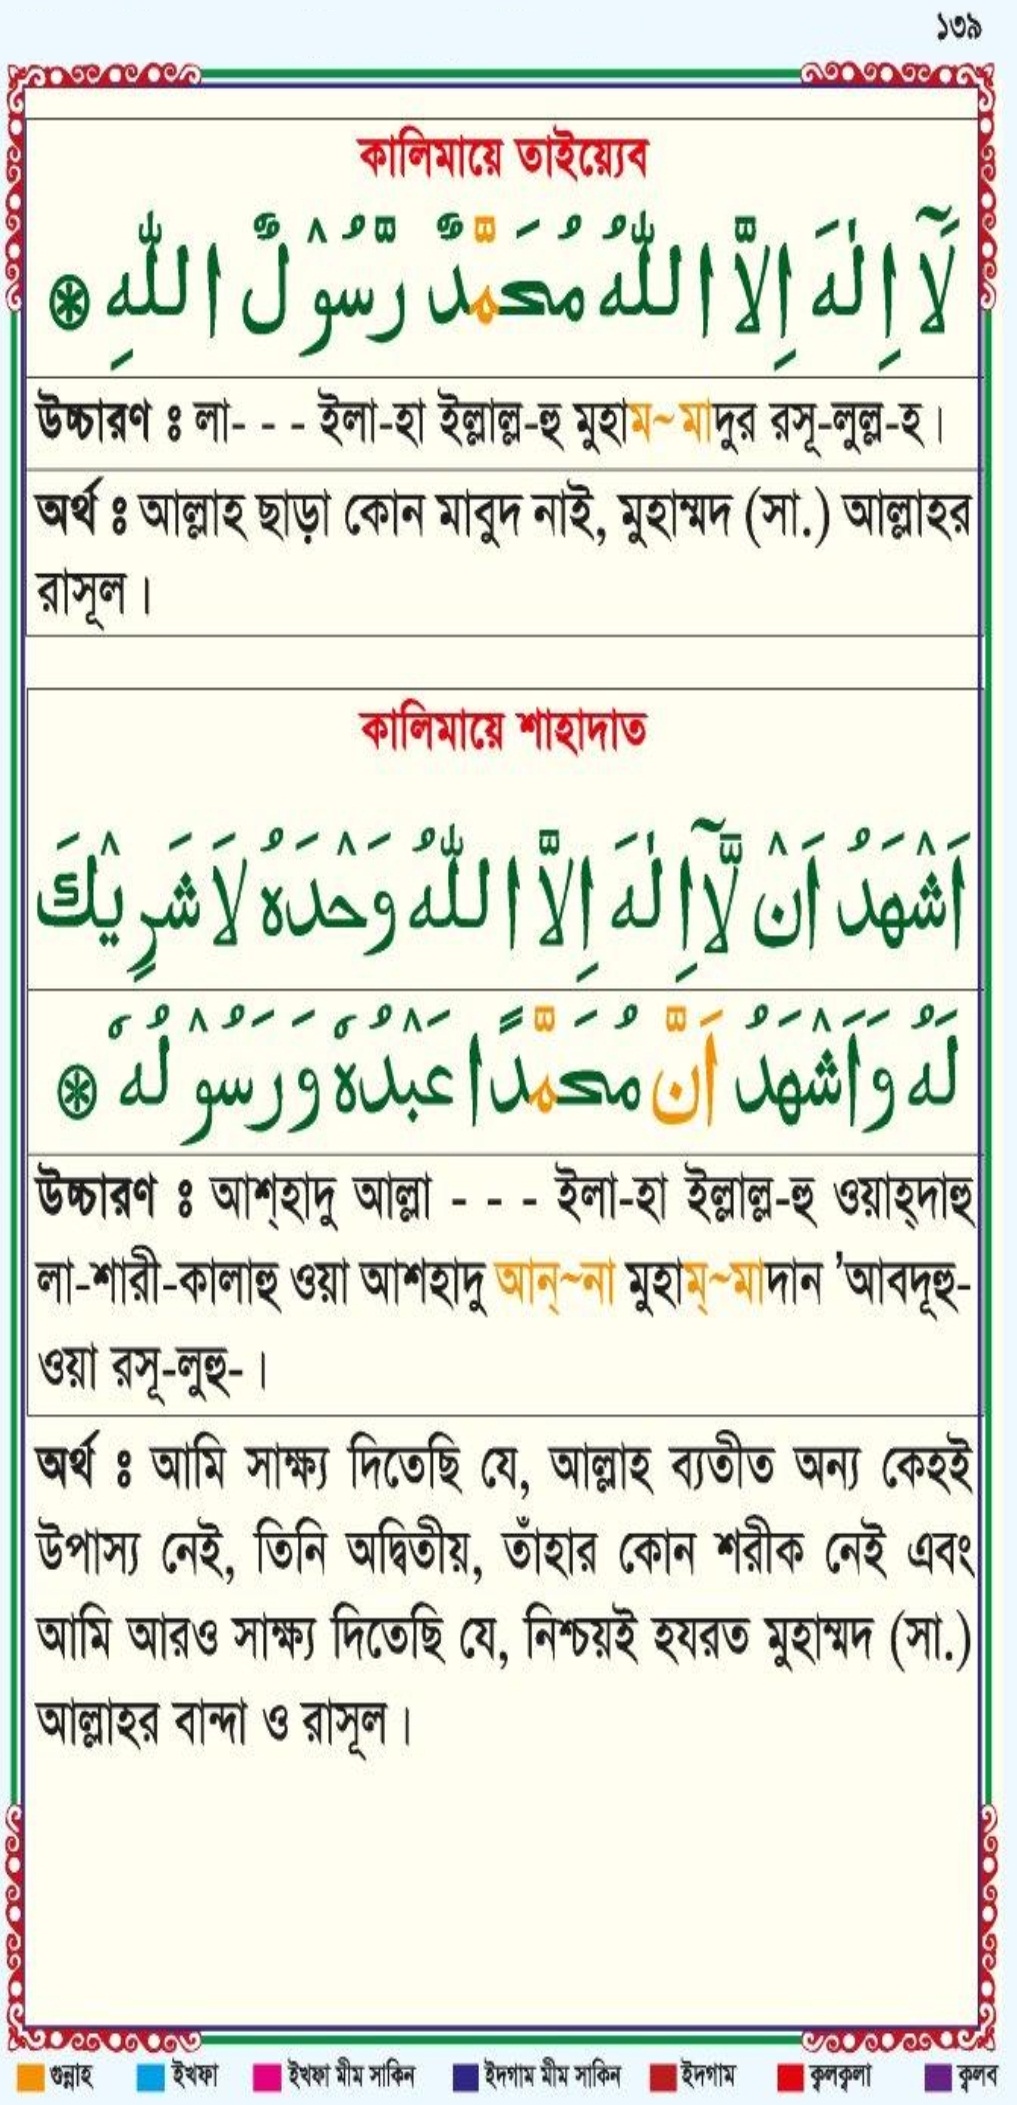 ১৩৯
কালিমায়ে তাইয়্যেব
لَآ اِلٰهَ اِلَّا اللّٰهُ مُحَمَّدٌ رَّسُوْلُ اللّٰهِ ۞
উচ্চারণ ঃ লা- - - ইলা-হা ইল্লাল্ল-হু মুহাম~মাদুর রসূ-লুল্ল-হ।
অর্থ ঃ আল্লাহ ছাড়া কোন মাবুদ নাই, মুহাম্মদ (সা.) আল্লাহর
রাসূল।
কালিমায়ে শাহাদাত
اَشْهَدُ اَنْ لَّآ اِلٰهَ اِلَّا اللّٰهُ وَحْدَهُ لَا شَرِيْكَ
لَهُ وَاَشْهَدُ اَنَّ مُحَمَّدًا عَبْدُهٗ وَرَسُوْلُهٗ ۞
উচ্চারণ ঃ আশ্‌হাদু আল্লা - - - ইলা-হা ইল্লাল্ল-হু ওয়াহ্‌দাহু
লা-শারী-কালাহু ওয়া আশহাদু আন্~না মুহাম্~মাদান 'আবদূহু-
ওয়া রসূ-লুহু-।
অর্থ ঃ আমি সাক্ষ্য দিতেছি যে, আল্লাহ ব্যতীত অন্য কেহই
উপাস্য নেই, তিনি অদ্বিতীয়, তাঁহার কোন শরীক নেই এবং
আমি আরও সাক্ষ্য দিতেছি যে, নিশ্চয়ই হযরত মুহাম্মদ (সা.)
আল্লাহর বান্দা ও রাসূল।
গুন্নাহ ইখফা ইখফা মীম সাকিন ইদগাম মীম সাকিন ইদগাম ক্বলক্বলা ক্বলব